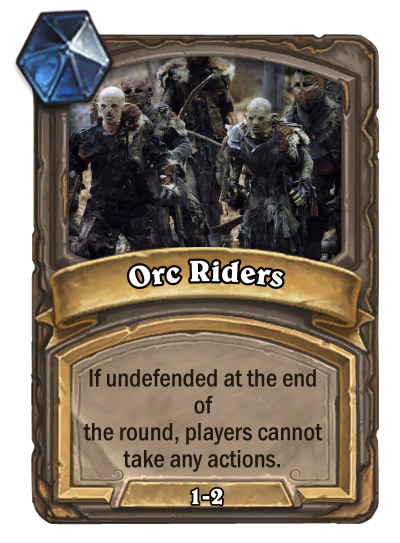 Orc Riders
If undefended at the end
of
the round, players cannot
take any actions.
1-2